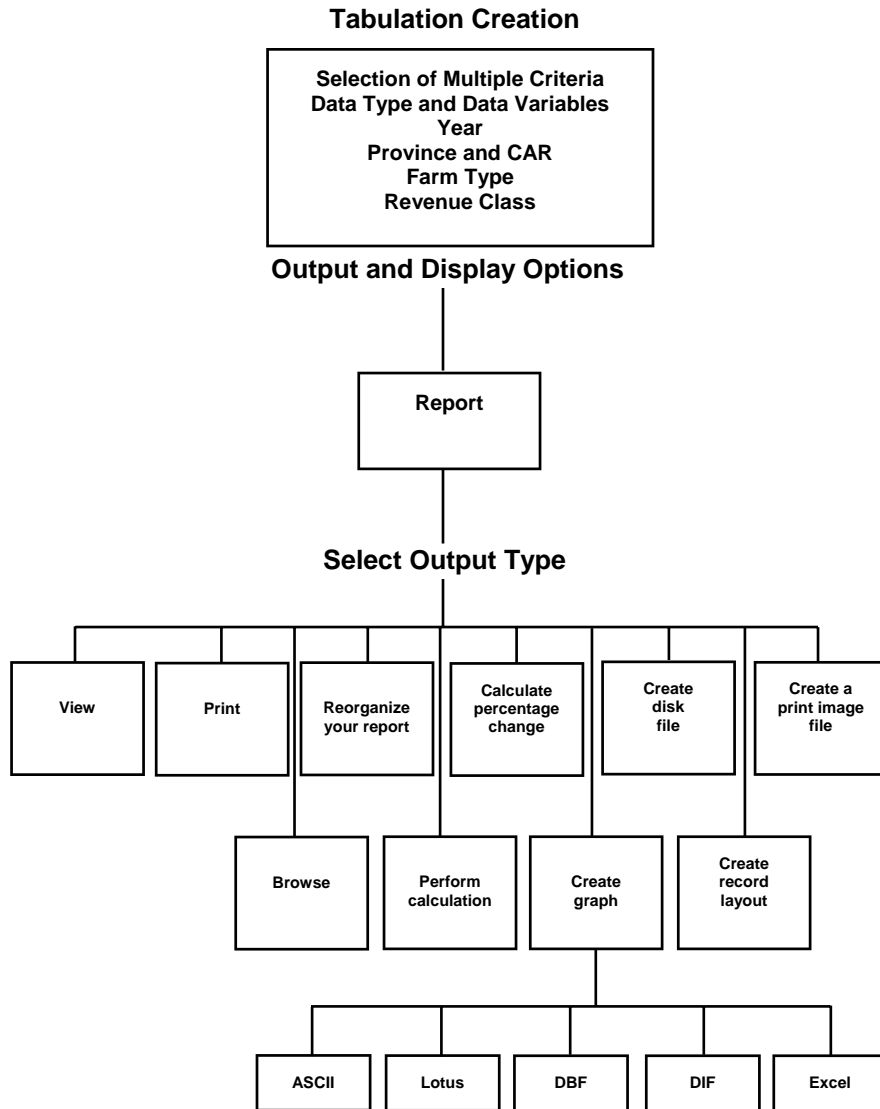 Tabulation Creation
Selection of Multiple Criteria
Data Type and Data Variables
Year
Province and CAR
Farm Type
Revenue Class
Output and Display Options
Report
Select Output Type
View
Print
Reorganize
your report
Calculate
percentage
change
Create
disk
file
Create a
print image
file
Browse
Perform
calculation
Create
graph
Create
record
layout
ASCII
Lotus
DBF
DIF
Excel